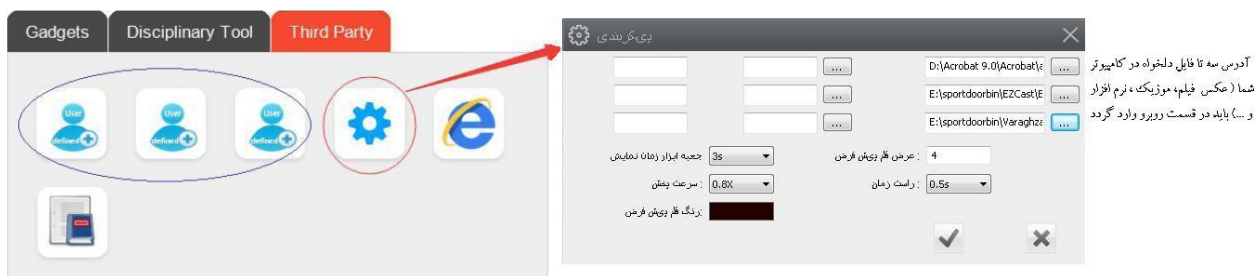 Gadgets
Disciplinary Tool
Third Party
User
defined
User
defined
User
defined
پیکربندی
...
D:\Acrobat 9.0\Acrobat\a
...
...
E:\sportdoorbin\EZCast\E
...
...
E:\sportdoorbin\Varaghza
...
جعبه ابزار زمان نمایش
3s
عرض قلم پیش فرض :
4
سرعت پخش :
0.8X
راست زمان :
0.5s
رنگ قلم پیش فرض:
آدرس سه تا فایل دلخواه در کامپیوتر
شما (عکس فیلم، موزیک ، نرم افزار
و ...) باید در قسمت روبرو وارد گردد